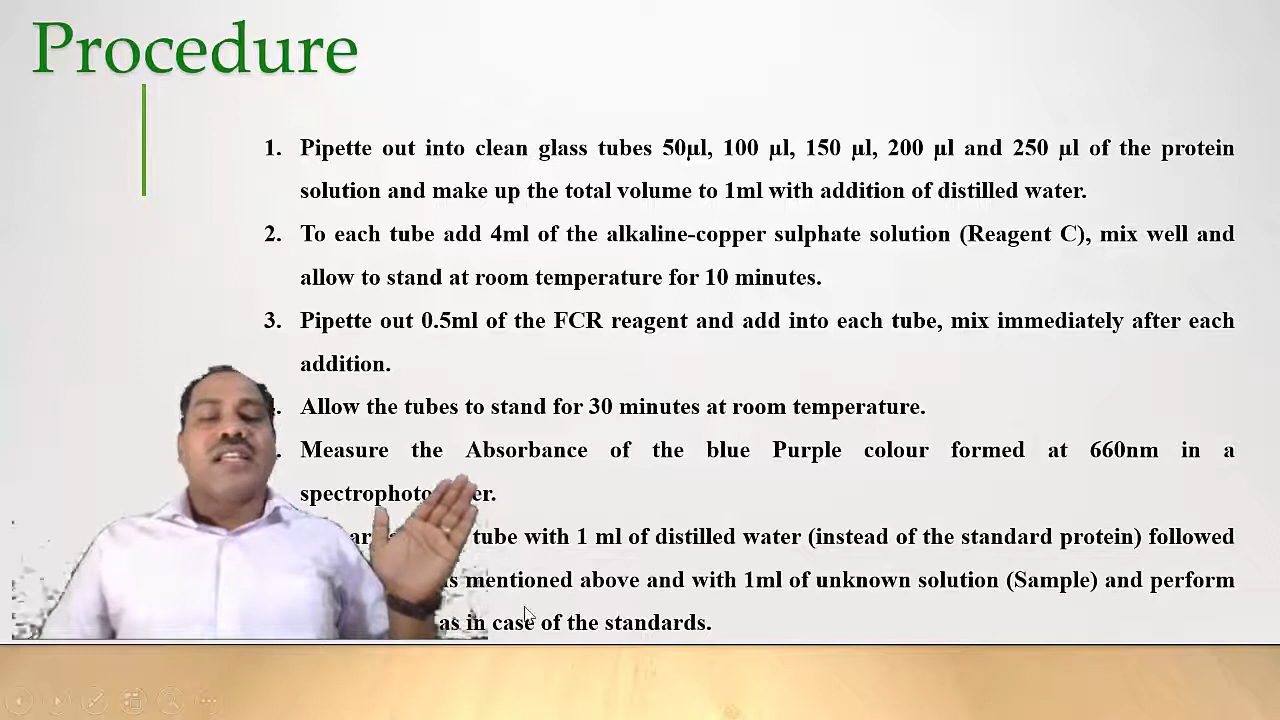 Procedure
1. Pipette out into clean glass tubes 50µl, 100 µl, 150 µl, 200 µl and 250 µl of the protein
solution and make up the total volume to 1ml with addition of distilled water.
2. To each tube add 4ml of the alkaline-copper sulphate solution (Reagent C), mix well and
allow to stand at room temperature for 10 minutes.
3. Pipette out 0.5ml of the FCR reagent and add into each tube, mix immediately after each
addition.
Allow the tubes to stand for 30 minutes at room temperature.
Measure the Absorbance of the blue Purple colour formed at 660nm in a
tube with 1 ml of distilled water (instead of the standard protein) followed
mentioned above and with 1ml of unknown solution (Sample) and perform
as in case of the standards.